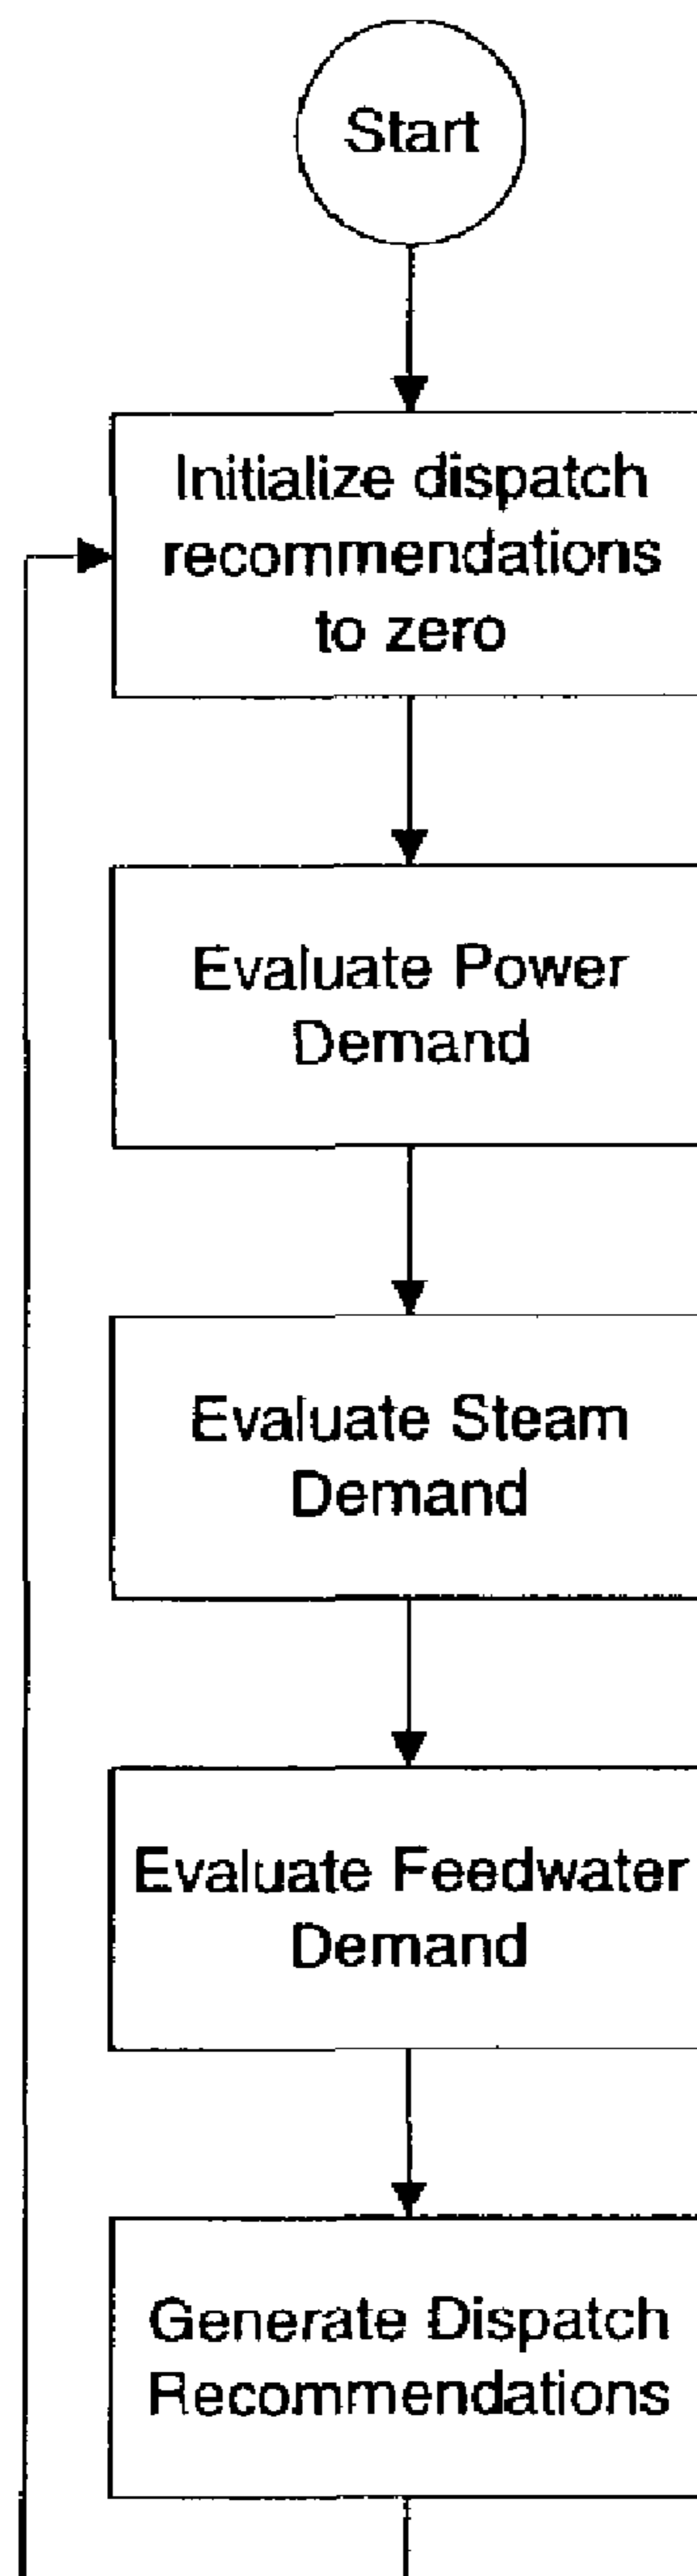 Start
Initialize dispatch
recommendations
to zero
Evaluate Power
Demand
Evaluate Steam
Demand
Evaluate Feedwater
Demand
Generate Dispatch
Recommendations